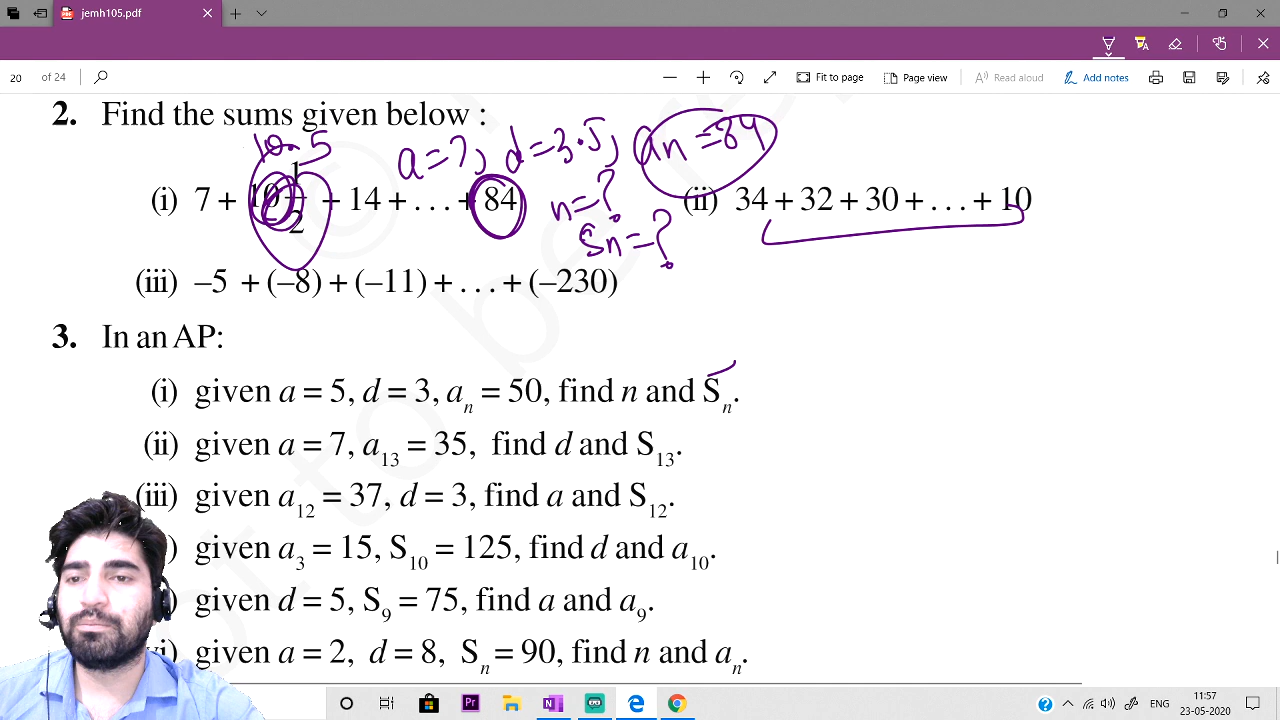 jemh105.pdf
20 of 24 Fit to page Page view Read aloud Add notes
2. Find the sums given below :
10.5 a=7, d=3.5, an=84
(i) 7 + 10 1/2 + 14 + . . . + 84 n=? (ii) 34 + 32 + 30 + . . . + 10
Sn=?
(iii) –5 + (–8) + (–11) + . . . + (–230)
3. In an AP:
(i) given a = 5, d = 3, aₙ = 50, find n and Sₙ.
(ii) given a = 7, a₁₃ = 35, find d and S₁₃.
(iii) given a₁₂ = 37, d = 3, find a and S₁₂.
) given a₃ = 15, S₁₀ = 125, find d and a₁₀.
) given d = 5, S₉ = 75, find a and a₉.
vi) given a = 2, d = 8, Sₙ = 90, find n and aₙ.
Pr N ENG 11:57
23-05-2020